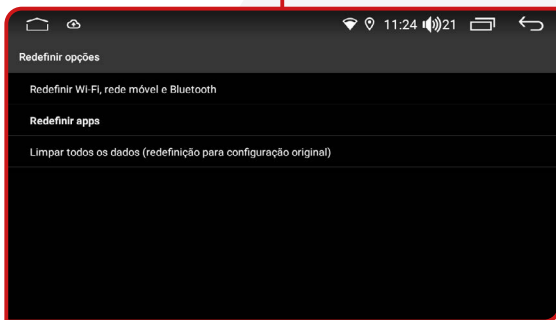 11:24 21
Redefinir opções
Redefinir Wi-Fi, rede móvel e Bluetooth
Redefinir apps
Limpar todos os dados (redefinição para configuração original)